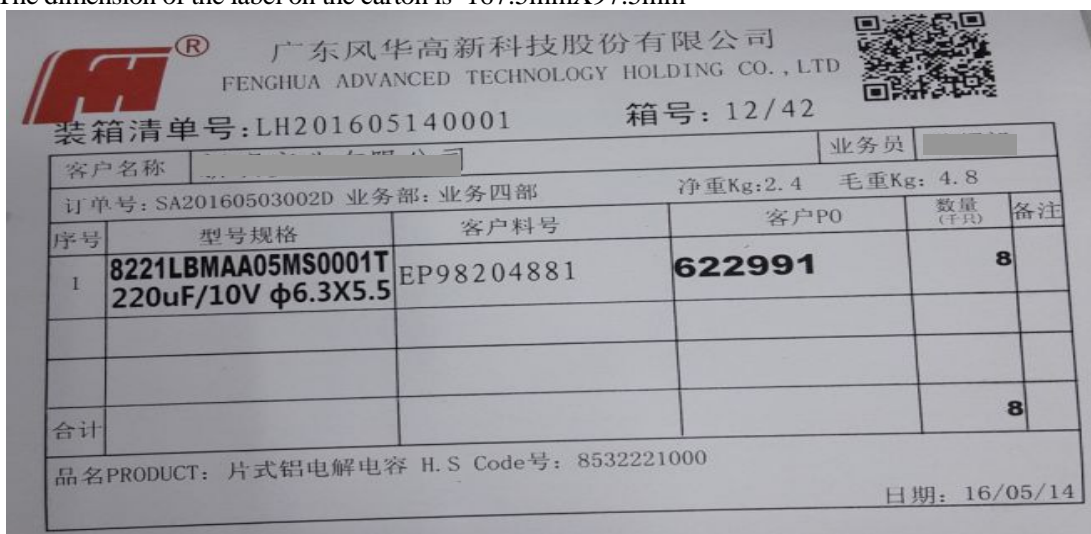 The dimension of the label on the carton is 167.5mmX97.5mm
®
广东风华高新科技股份有限公司
FENGHUA ADVANCED TECHNOLOGY HOLDING CO.,LTD
装箱清单号:LH201605140001 箱号: 12/42
客户名称 业务员
订单号: SA20160503002D 业务部: 业务四部 净重Kg:2.4 毛重Kg: 4.8
序号 型号规格 客户料号 客户PO 数量(千只) 备注
1 8221LBMAA05MS0001T EP98204881 622991 8
220uF/10V ф6.3X5.5
合计 8
品名PRODUCT: 片式铝电解电容 H.S Code号: 8532221000
日期: 16/05/14